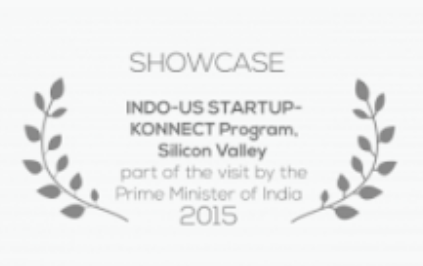 SHOWCASE
INDO-US STARTUP-
KONNECT Program,
Silicon Valley
part of the visit by the
Prime Minister of India
2015